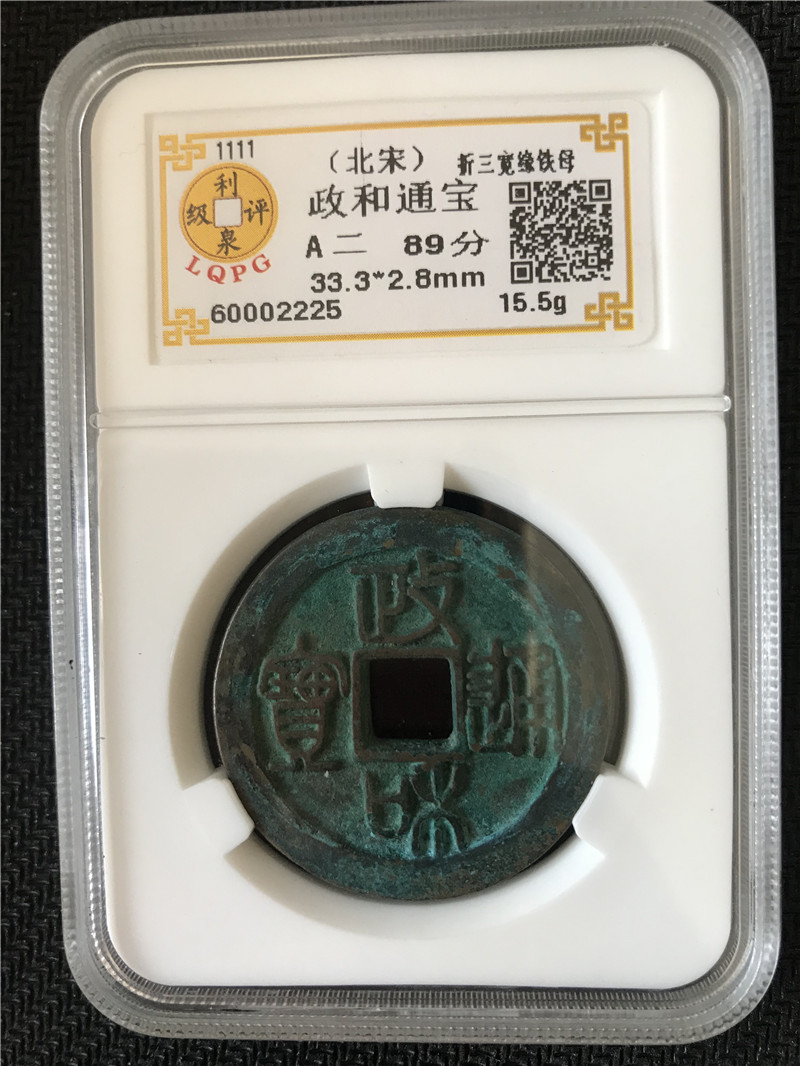 1111
利泉评级
LQPG
（北宋） 折三宽缘铁母
政和通宝
A二 89分
33.3*2.8mm
60002225 15.5g
政和通寳